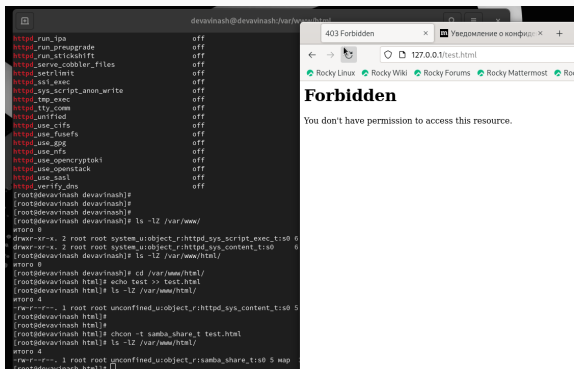 devavinash@devavinash:/var/www/html
httpd_run_ipa off
httpd_run_preupgrade off
httpd_run_stickshift off
httpd_serve_cobbler_files off
httpd_setrlimit off
httpd_ssi_exec off
httpd_sys_script_anon_write off
httpd_tmp_exec off
httpd_tty_comm off
httpd_unified off
httpd_use_cifs off
httpd_use_fusefs off
httpd_use_gpg off
httpd_use_nfs off
httpd_use_opencryptoki off
httpd_use_openstack off
httpd_use_sasl off
httpd_verify_dns off
[root@devavinash devavinash]#
[root@devavinash devavinash]#
[root@devavinash devavinash]#
[root@devavinash devavinash]# ls -lZ /var/www/
итого 0
drwxr-xr-x. 2 root root system_u:object_r:httpd_sys_script_exec_t:s0 6
drwxr-xr-x. 2 root root system_u:object_r:httpd_sys_content_t:s0 6
[root@devavinash devavinash]# ls -lZ /var/www/html/
итого 0
[root@devavinash devavinash]# cd /var/www/html/
[root@devavinash html]# echo test >> test.html
[root@devavinash html]# ls -lZ /var/www/html/
итого 4
-rw-r--r--. 1 root root unconfined_u:object_r:httpd_sys_content_t:s0 5
[root@devavinash html]#
[root@devavinash html]#
[root@devavinash html]# chcon -t samba_share_t test.html
[root@devavinash html]# ls -lZ /var/www/html/
итого 4
-rw-r--r--. 1 root root unconfined_u:object_r:samba_share_t:s0 5 мар
[root@devavinash html]#
403 Forbidden
Уведомление о конфид
127.0.0.1/test.html
Rocky Linux Rocky Wiki Rocky Forums Rocky Mattermost Roc
Forbidden
You don't have permission to access this resource.